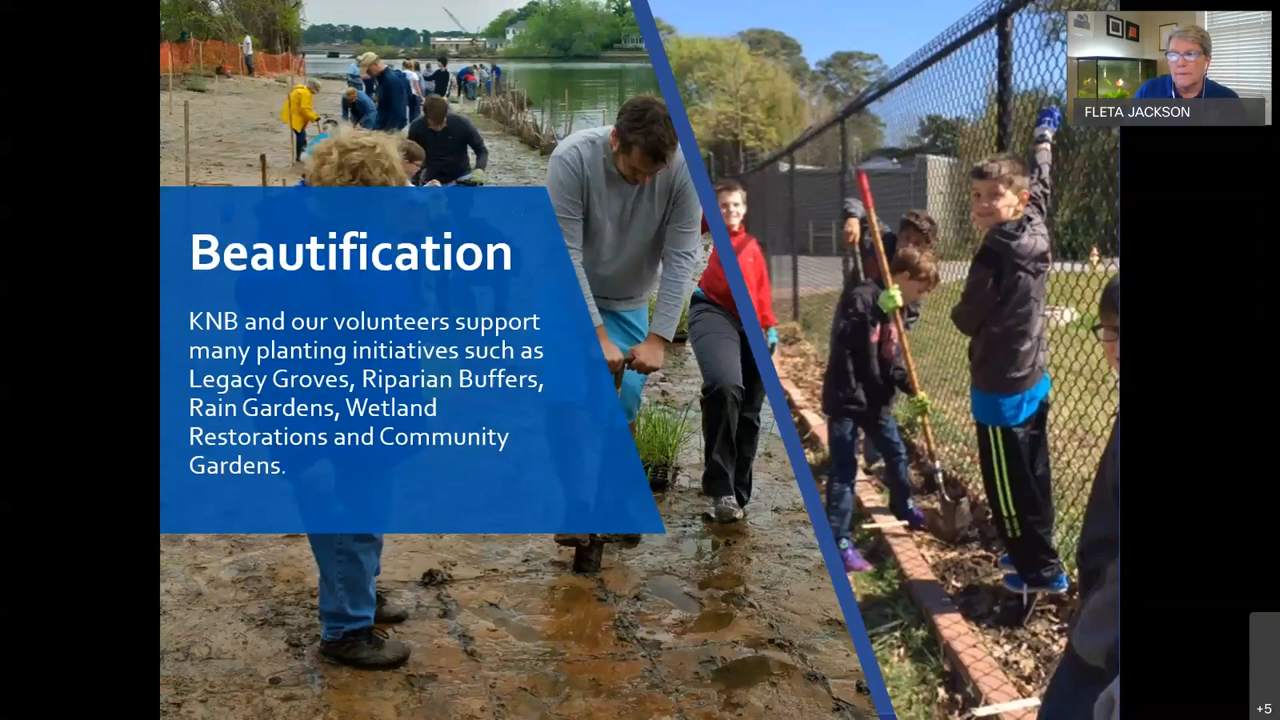 FLETA JACKSON
Beautification
KNB and our volunteers support
many planting initiatives such as
Legacy Groves, Riparian Buffers,
Rain Gardens, Wetland
Restorations and Community
Gardens.
+5